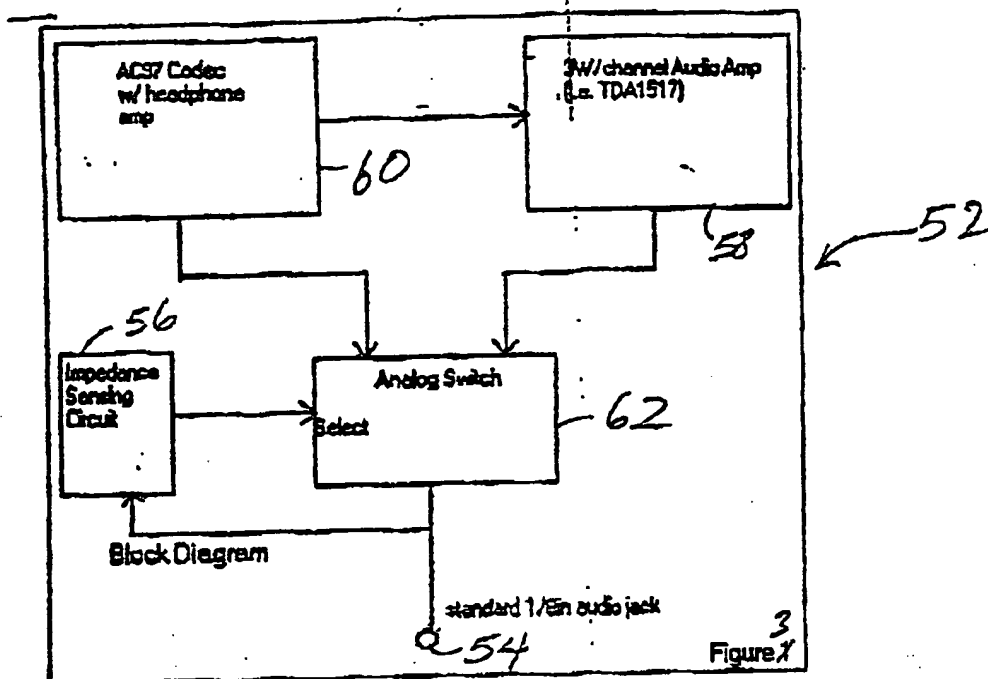 AC97 Codec
w/ headphone
amp
3W/channel Audio Amp
(i.e. TDA1517)
60
58
52
56
Impedance
Sensing
Circuit
Analog Switch
Select
62
Block Diagram
standard 1/8in audio jack
54
Figure 3